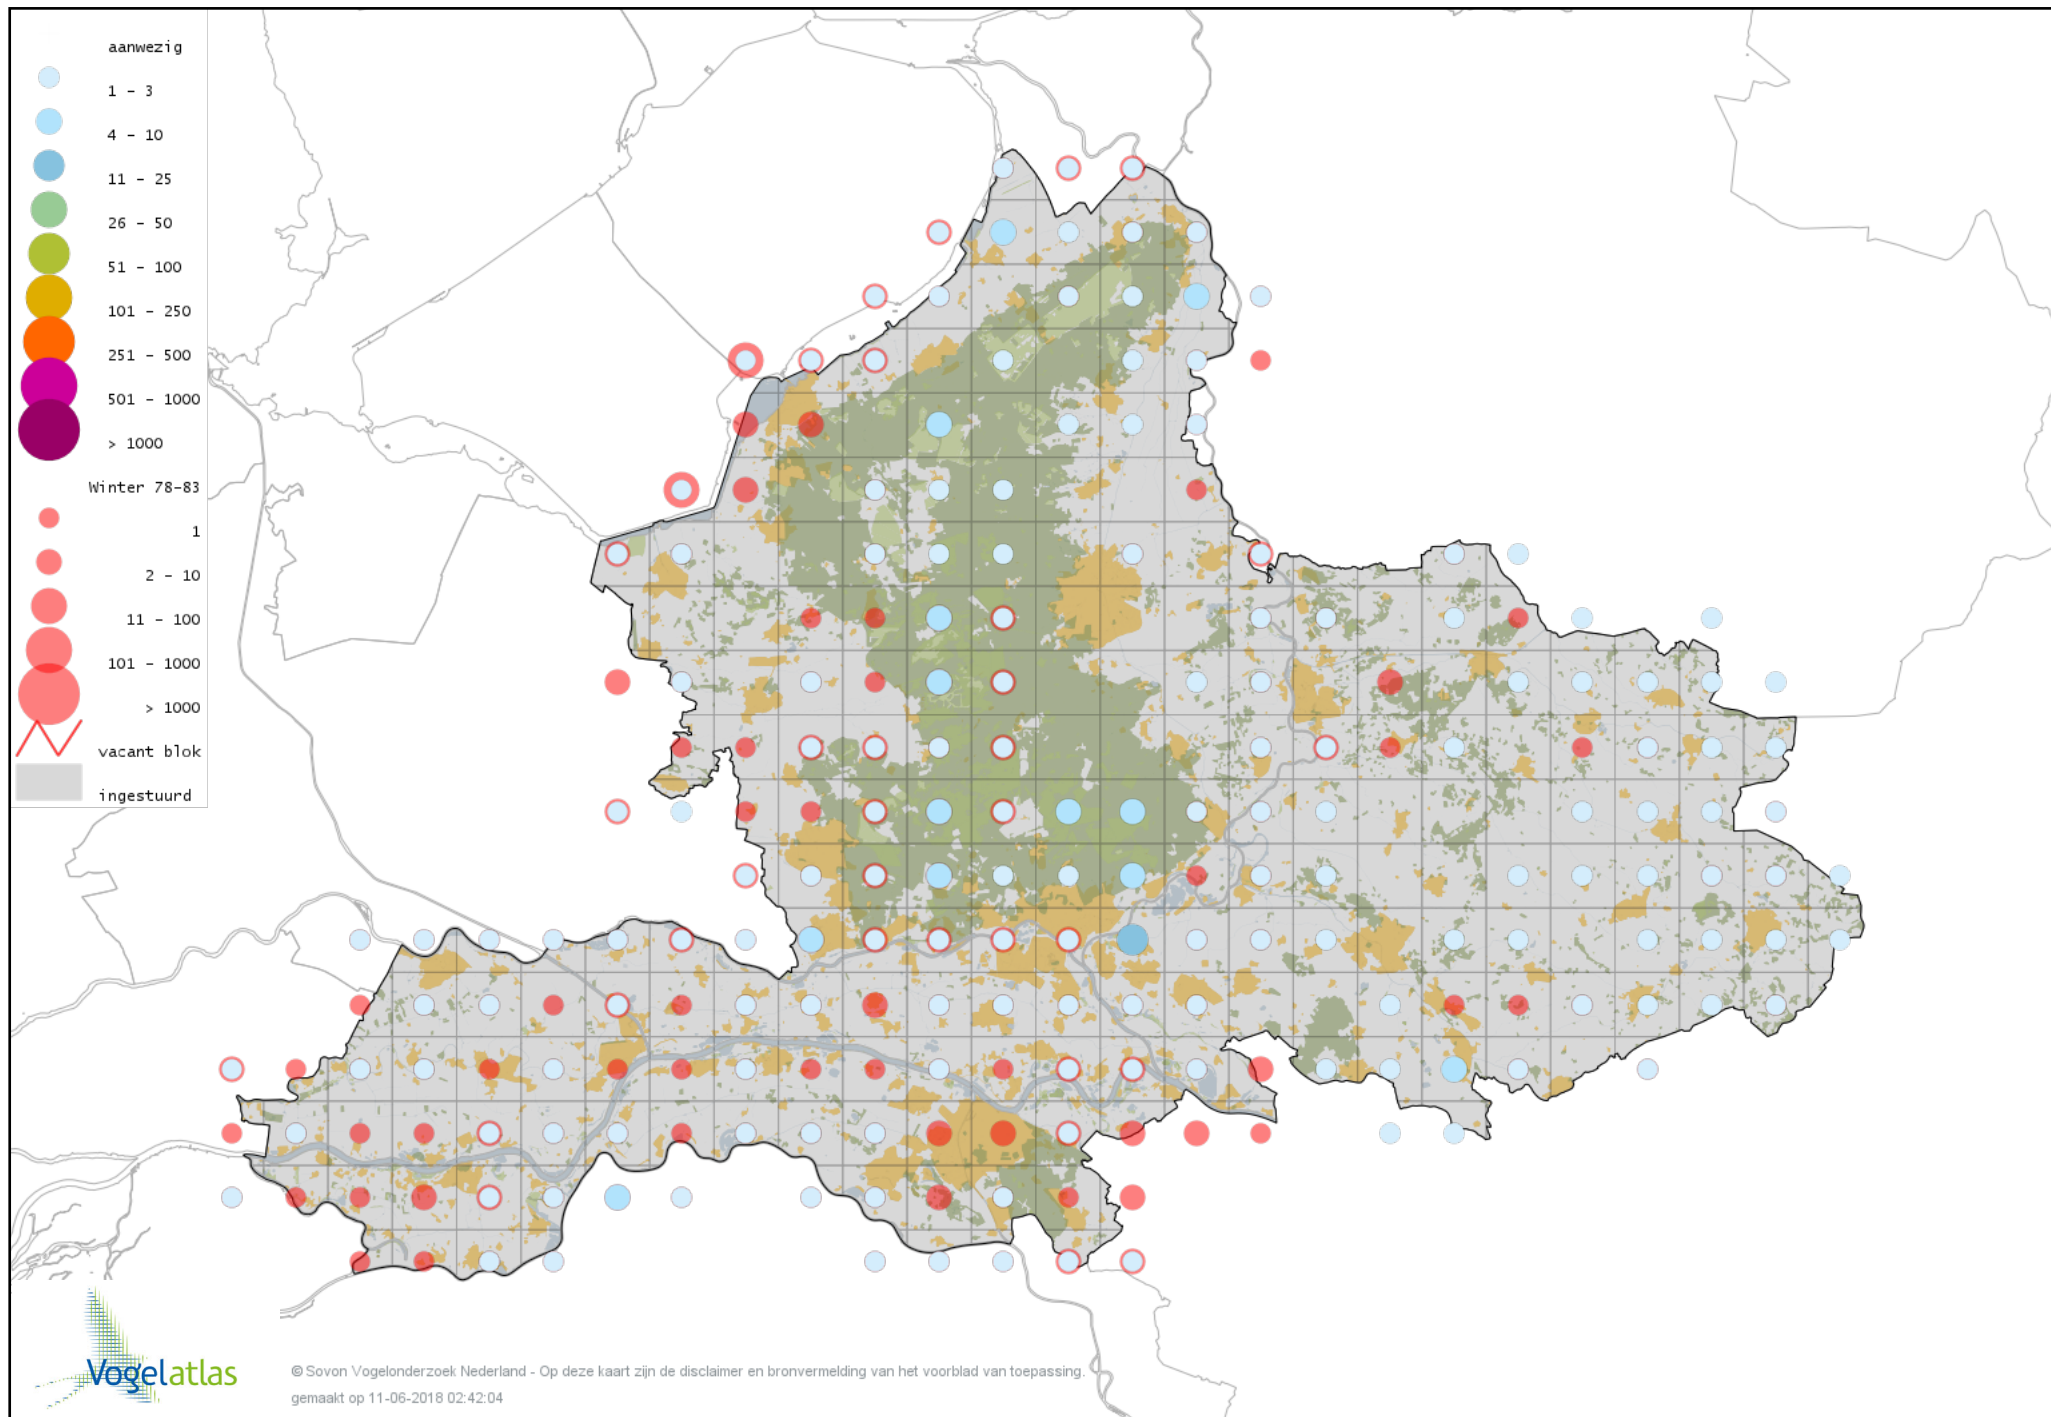 aanwezig
1 - 3
4 - 10
11 - 25
26 - 50
51 - 100
101 - 250
251 - 500
501 - 1000
> 1000
Winter 78-83
1
2 - 10
11 - 100
101 - 1000
> 1000
vacant blok
ingestuurd
Vogelatlas
© Sovon Vogelonderzoek Nederland - Op deze kaart zijn de disclaimer en bronvermelding van het voorblad van toepassing.
gemaakt op 11-06-2018 02:42:04